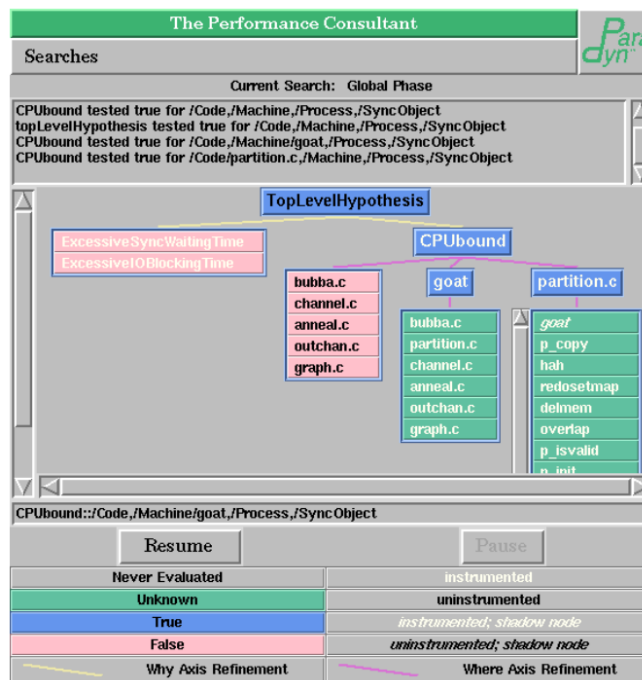 The Performance Consultant
Para
dyn
Searches
Current Search: Global Phase
CPUbound tested true for /Code,/Machine,/Process,/SyncObject
topLevelHypothesis tested true for /Code,/Machine,/Process,/SyncObject
CPUbound tested true for /Code,/Machine/goat,/Process,/SyncObject
CPUbound tested true for /Code/partition.c,/Machine,/Process,/SyncObject
TopLevelHypothesis
ExcessiveSyncWaitingTime
ExcessiveIOBlockingTime
CPUbound
bubba.c
channel.c
anneal.c
outchan.c
graph.c
goat
bubba.c
partition.c
channel.c
anneal.c
outchan.c
graph.c
partition.c
goat
p_copy
hah
redosetmap
delmem
overlap
p_isvalid
p_init
CPUbound::/Code,/Machine/goat,/Process,/SyncObject
Resume
Pause
Never Evaluated
instrumented
Unknown
uninstrumented
True
instrumented; shadow node
False
uninstrumented; shadow node
Why Axis Refinement
Where Axis Refinement